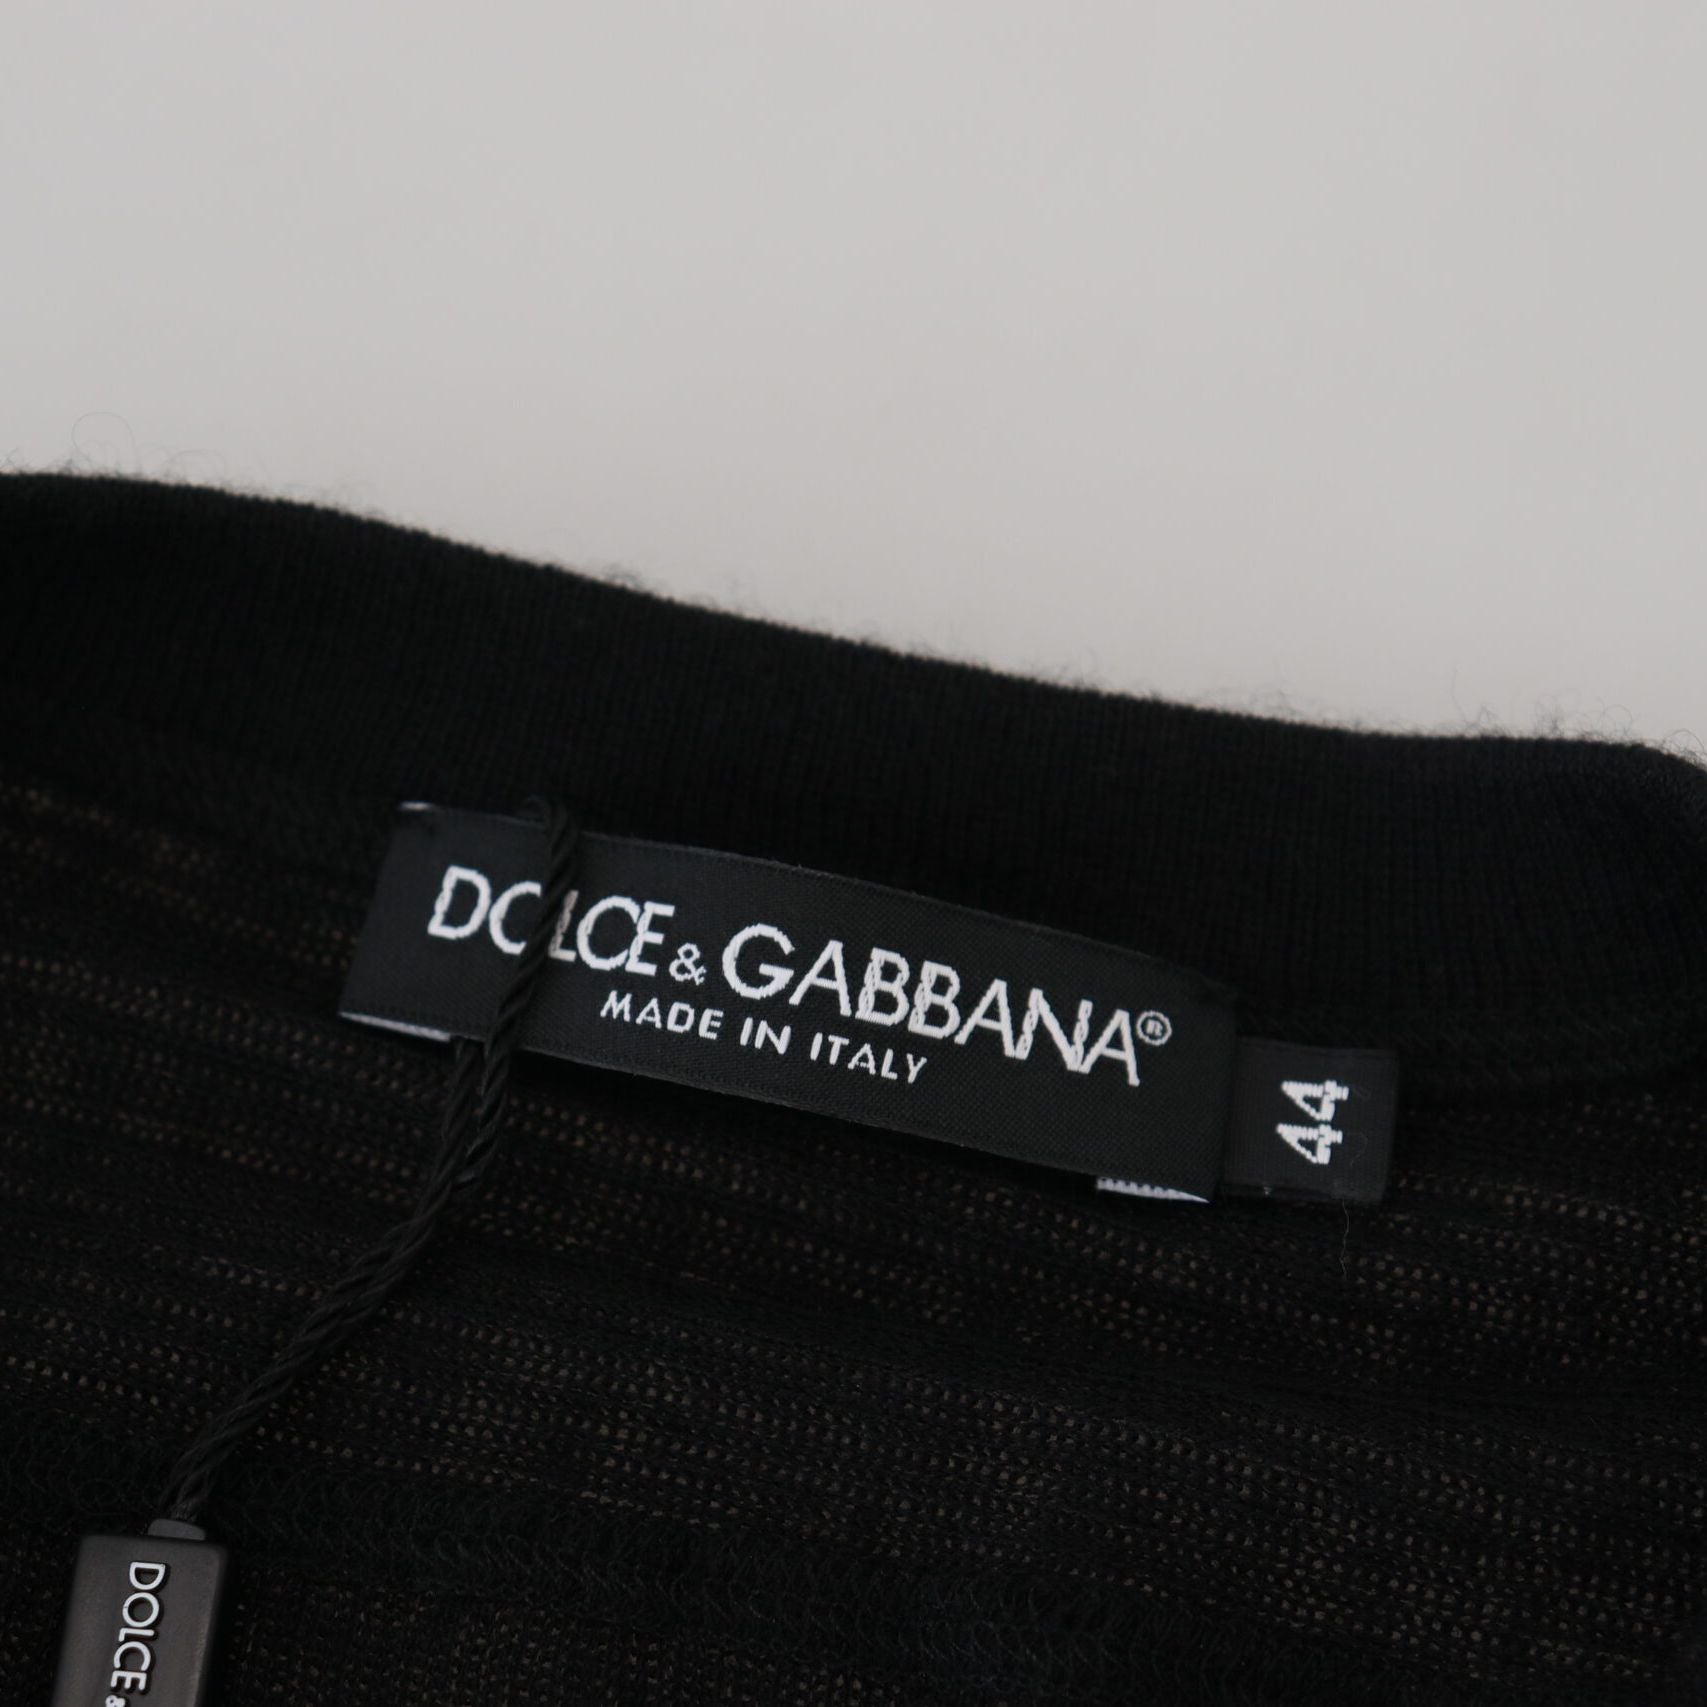 DOLCE & GABBANA®
MADE IN ITALY
44
DOLCE &